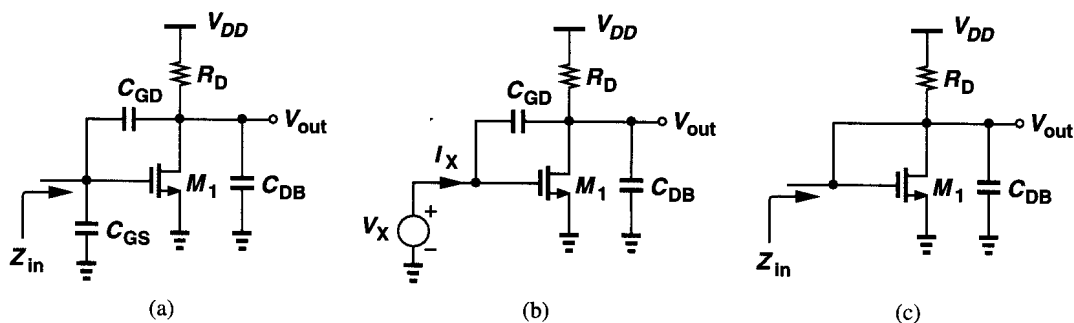 V_DD
R_D
C_GD
V_out
M_1
C_DB
C_GS
Z_in
(a)
V_DD
R_D
C_GD
V_out
I_X
M_1
C_DB
V_X
+
−
(b)
V_DD
R_D
V_out
M_1
C_DB
Z_in
(c)